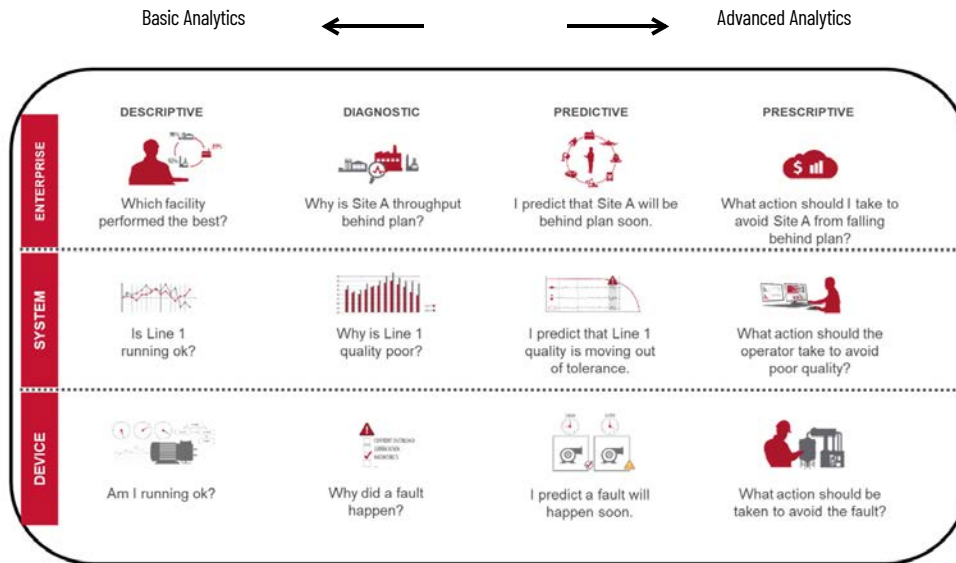 Basic Analytics
Advanced Analytics
DESCRIPTIVE
DIAGNOSTIC
PREDICTIVE
PRESCRIPTIVE
ENTERPRISE
Which facility
performed the best?
Why is Site A throughput
behind plan?
I predict that Site A will be
behind plan soon.
What action should I take to
avoid Site A from falling
behind plan?
SYSTEM
Is Line 1
running ok?
Why is Line 1
quality poor?
I predict that Line 1
quality is moving out
of tolerance.
What action should the
operator take to avoid
poor quality?
DEVICE
Am I running ok?
Why did a fault
happen?
I predict a fault will
happen soon.
What action should be
taken to avoid the fault?